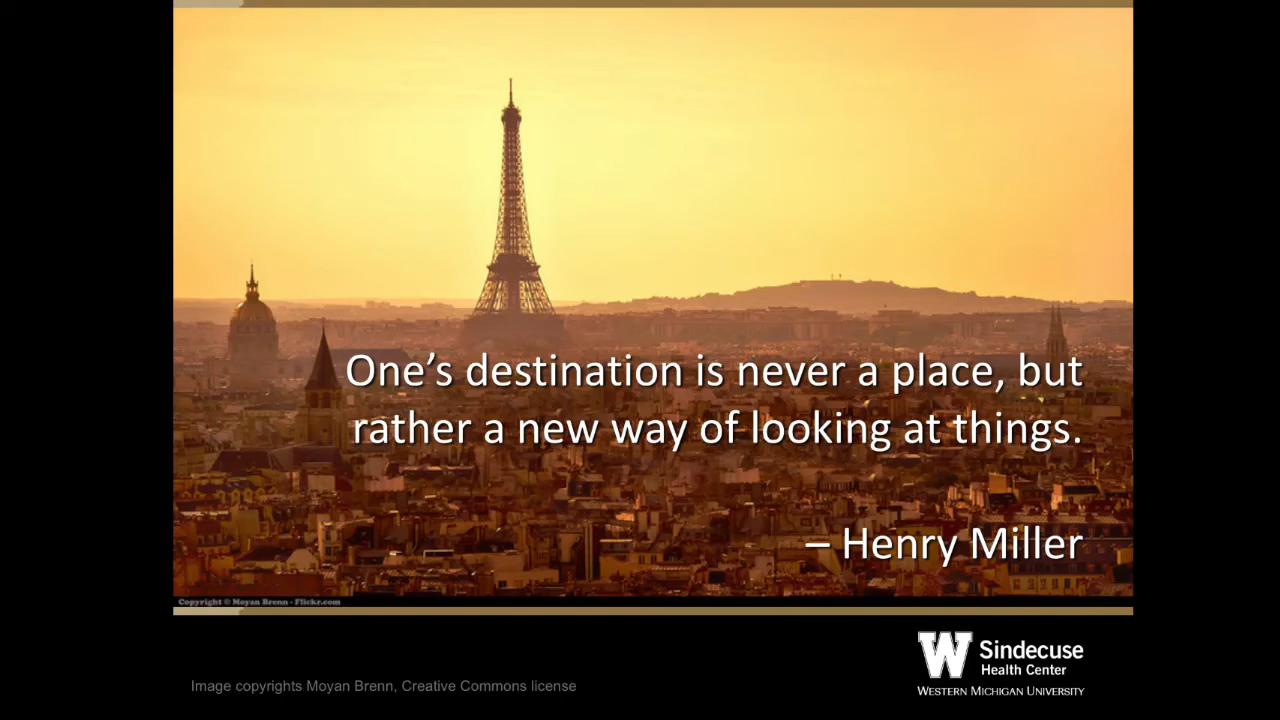 One’s destination is never a place, but
rather a new way of looking at things.
– Henry Miller
Copyright © Moyan Brenn - Flickr.com
W Sindecuse
Health Center
WESTERN MICHIGAN UNIVERSITY
Image copyrights Moyan Brenn, Creative Commons license